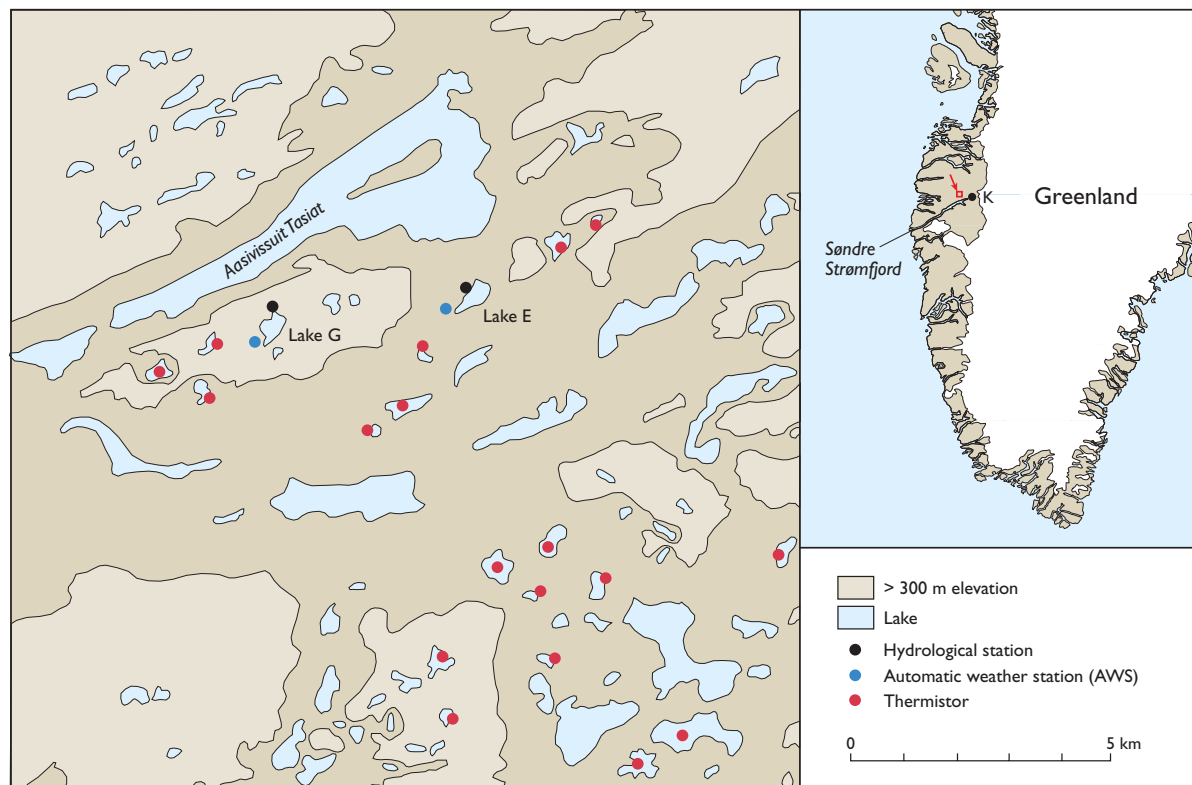 Aasivissuit Tasiat
Lake G
Lake E
K
Greenland
Søndre
Strømfjord
> 300 m elevation
Lake
Hydrological station
Automatic weather station (AWS)
Thermistor
0
5 km